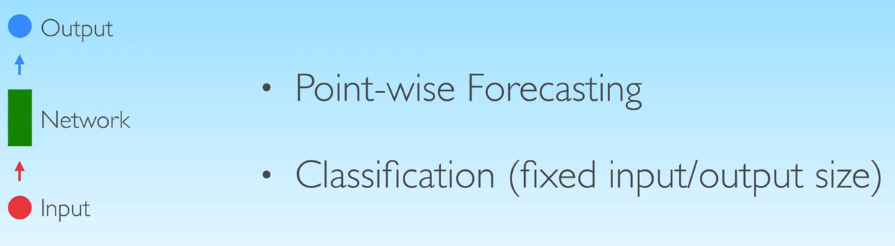 Output
Network
Input
• Point-wise Forecasting
• Classification (fixed input/output size)